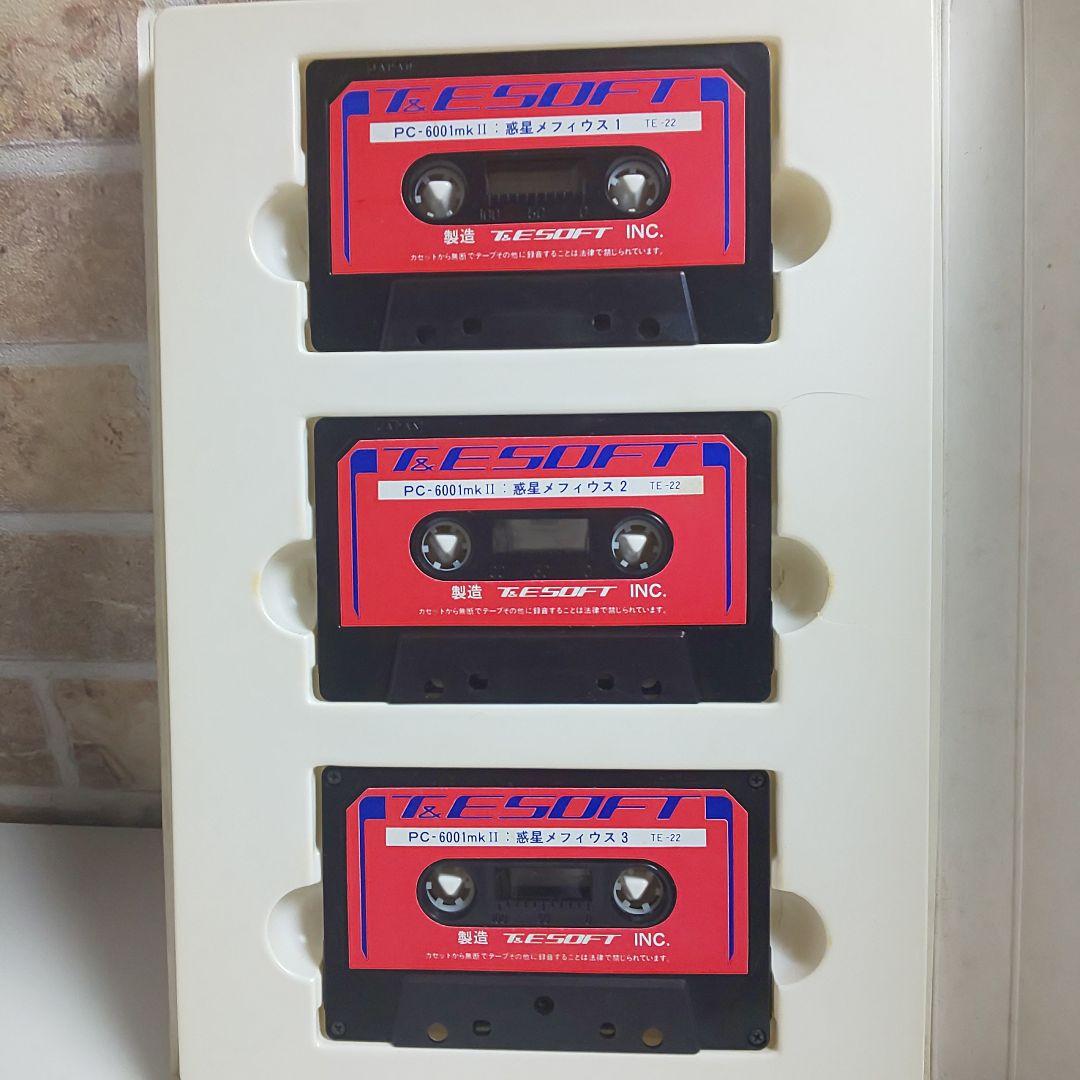 JAPAN
T&ESOFT
PC-6001mkII:惑星メフィウス1 TE-22
100 50 0
製造 T&ESOFT INC.
カセットから無断でテープその他に録音することは法律で禁じられています。
JAPAN
T&ESOFT
PC-6001mkII:惑星メフィウス2 TE-22
製造 T&ESOFT INC.
カセットから無断でテープその他に録音することは法律で禁じられています。
T&ESOFT
PC-6001mkII:惑星メフィウス3 TE-22
100 50 0
製造 T&ESOFT INC.
カセットから無断でテープその他に録音することは法律で禁じられています。